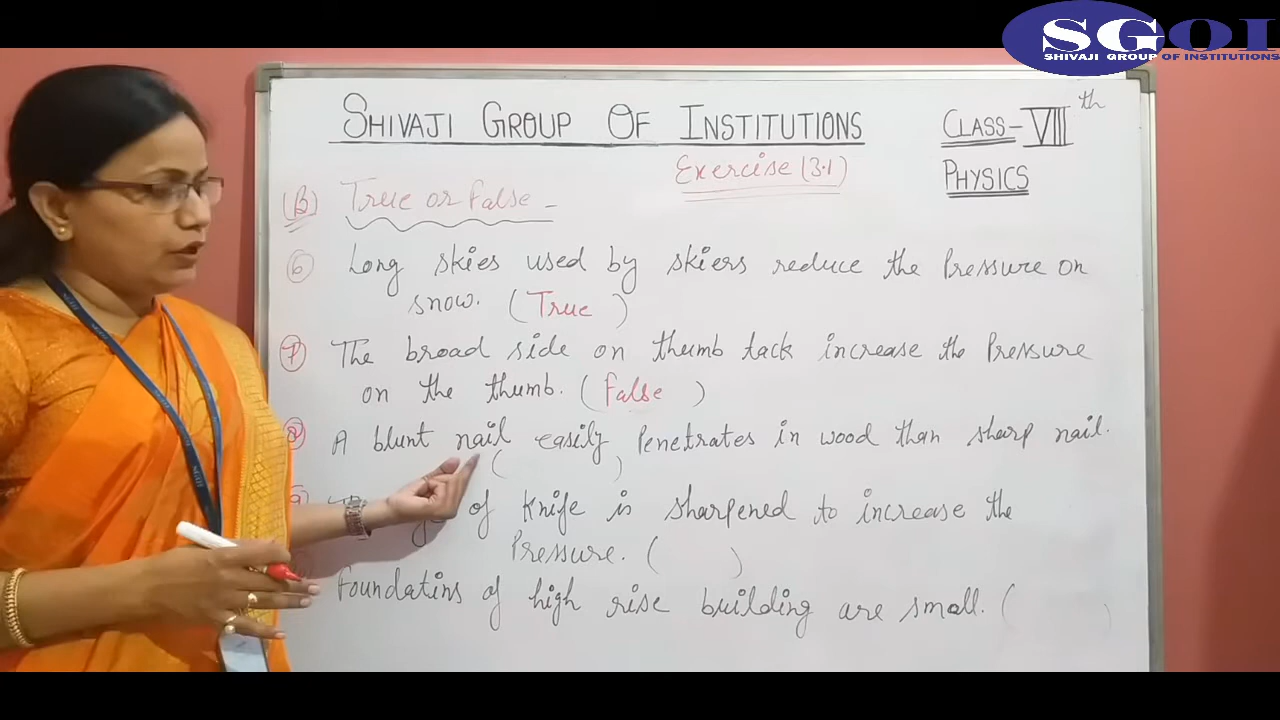 SGOI
SHIVAJI GROUP OF INSTITUTIONS
SHIVAJI GROUP OF INSTITUTIONS
CLASS-VIII th
Exercise (3.1)
PHYSICS
(B) True or False -
6 Long skies used by skiers reduce the Pressure on
snow. (True )
7 The broad side on thumb tack increase the Pressure
on the thumb. (False )
8 A blunt nail easily Penetrates in wood than sharp nail.
( )
of Knife is sharpened to increase the
Pressure. ( )
Foundatins of high rise building are small. ( )